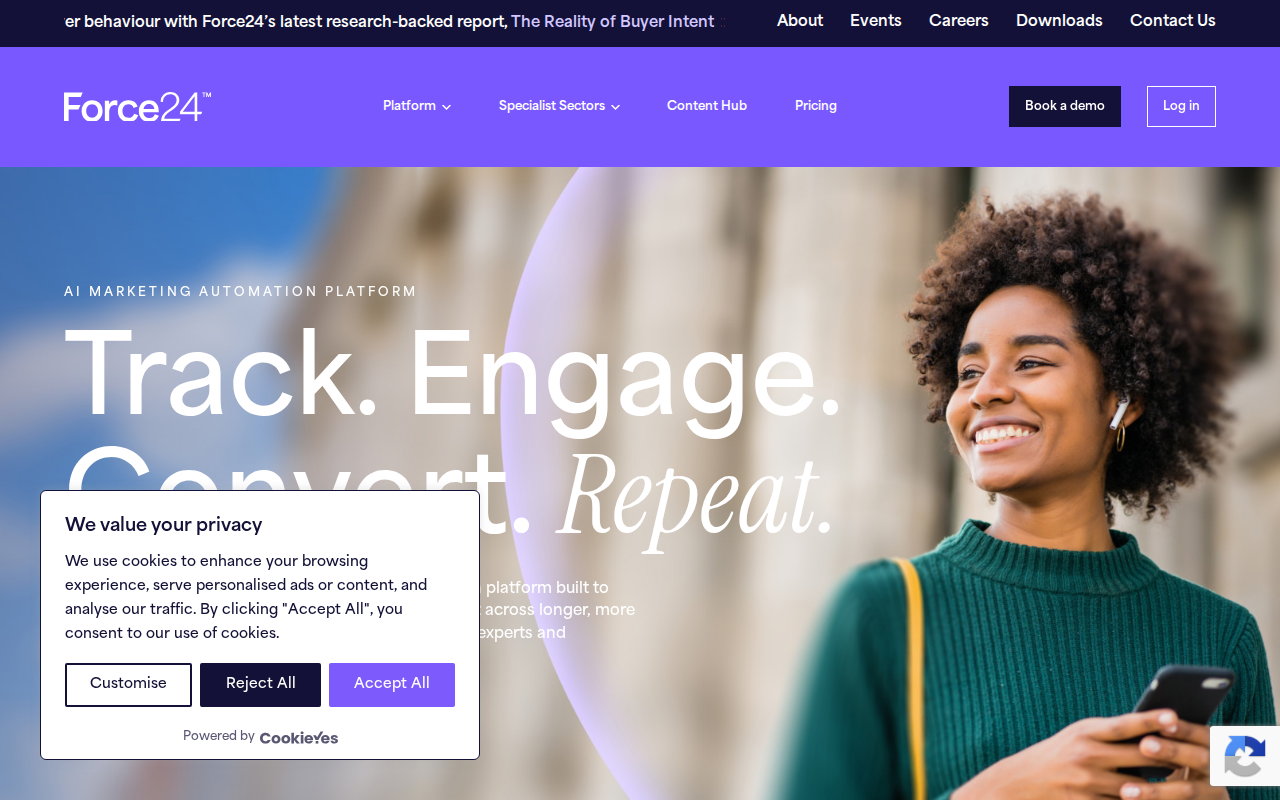 er behaviour with Force24's latest research-backed report, The Reality of Buyer Intent
About Events Careers Downloads Contact Us
Force24™
Platform Specialist Sectors Content Hub Pricing
Book a demo Log in
AI MARKETING AUTOMATION PLATFORM
Track. Engage.
Convert. Repeat.
platform built to
across longer, more
experts and
We value your privacy
We use cookies to enhance your browsing
experience, serve personalised ads or content, and
analyse our traffic. By clicking "Accept All", you
consent to our use of cookies.
Customise Reject All Accept All
Powered by CookieYes